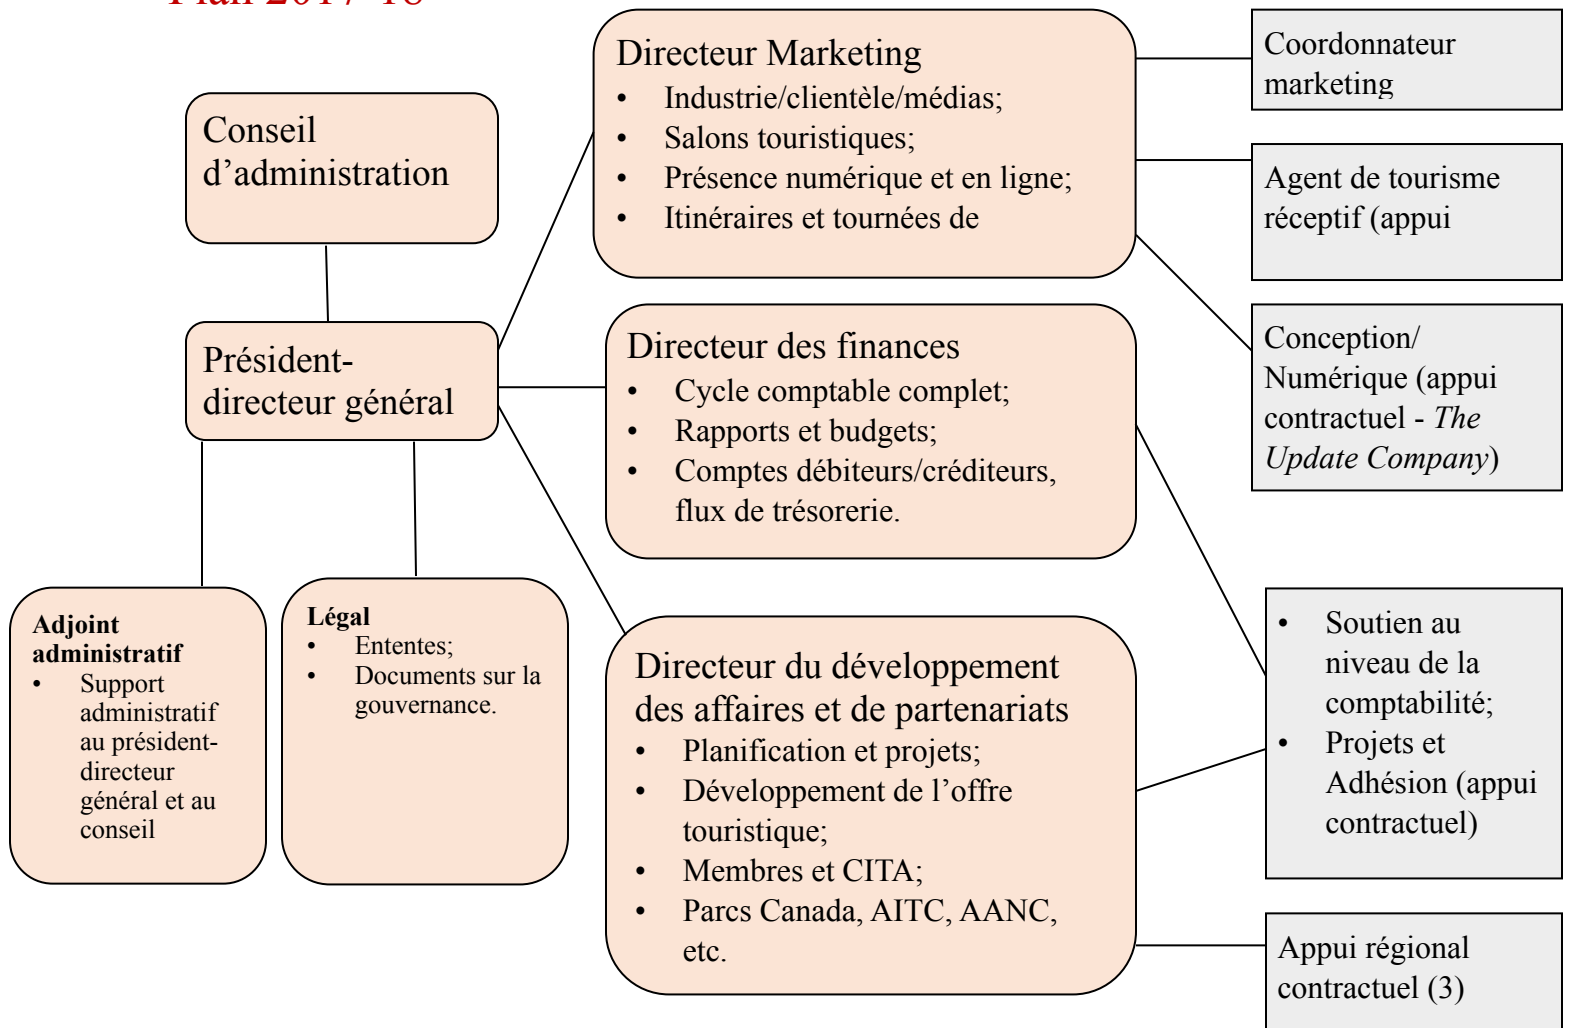 Plan 2017-18
Conseil
d’administration
Président-
directeur général
Adjoint
administratif
• Support
administratif
au président-
directeur
général et au
conseil
Légal
• Ententes;
• Documents sur la
gouvernance.
Directeur Marketing
• Industrie/clientèle/médias;
• Salons touristiques;
• Présence numérique et en ligne;
• Itinéraires et tournées de
Directeur des finances
• Cycle comptable complet;
• Rapports et budgets;
• Comptes débiteurs/créditeurs,
flux de trésorerie.
Directeur du développement
des affaires et de partenariats
• Planification et projets;
• Développement de l’offre
touristique;
• Membres et CITA;
• Parcs Canada, AITC, AANC,
etc.
Coordonnateur
marketing
Agent de tourisme
réceptif (appui
Conception/
Numérique (appui
contractuel - The
Update Company)
• Soutien au
niveau de la
comptabilité;
• Projets et
Adhésion (appui
contractuel)
Appui régional
contractuel (3)